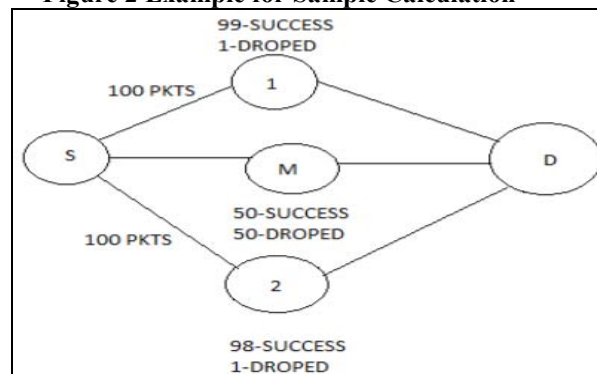 Figure 2 Example for Sample Calculation
99-SUCCESS
1-DROPED
1
100 PKTS
S
M
D
50-SUCCESS
50-DROPED
100 PKTS
2
98-SUCCESS
1-DROPED